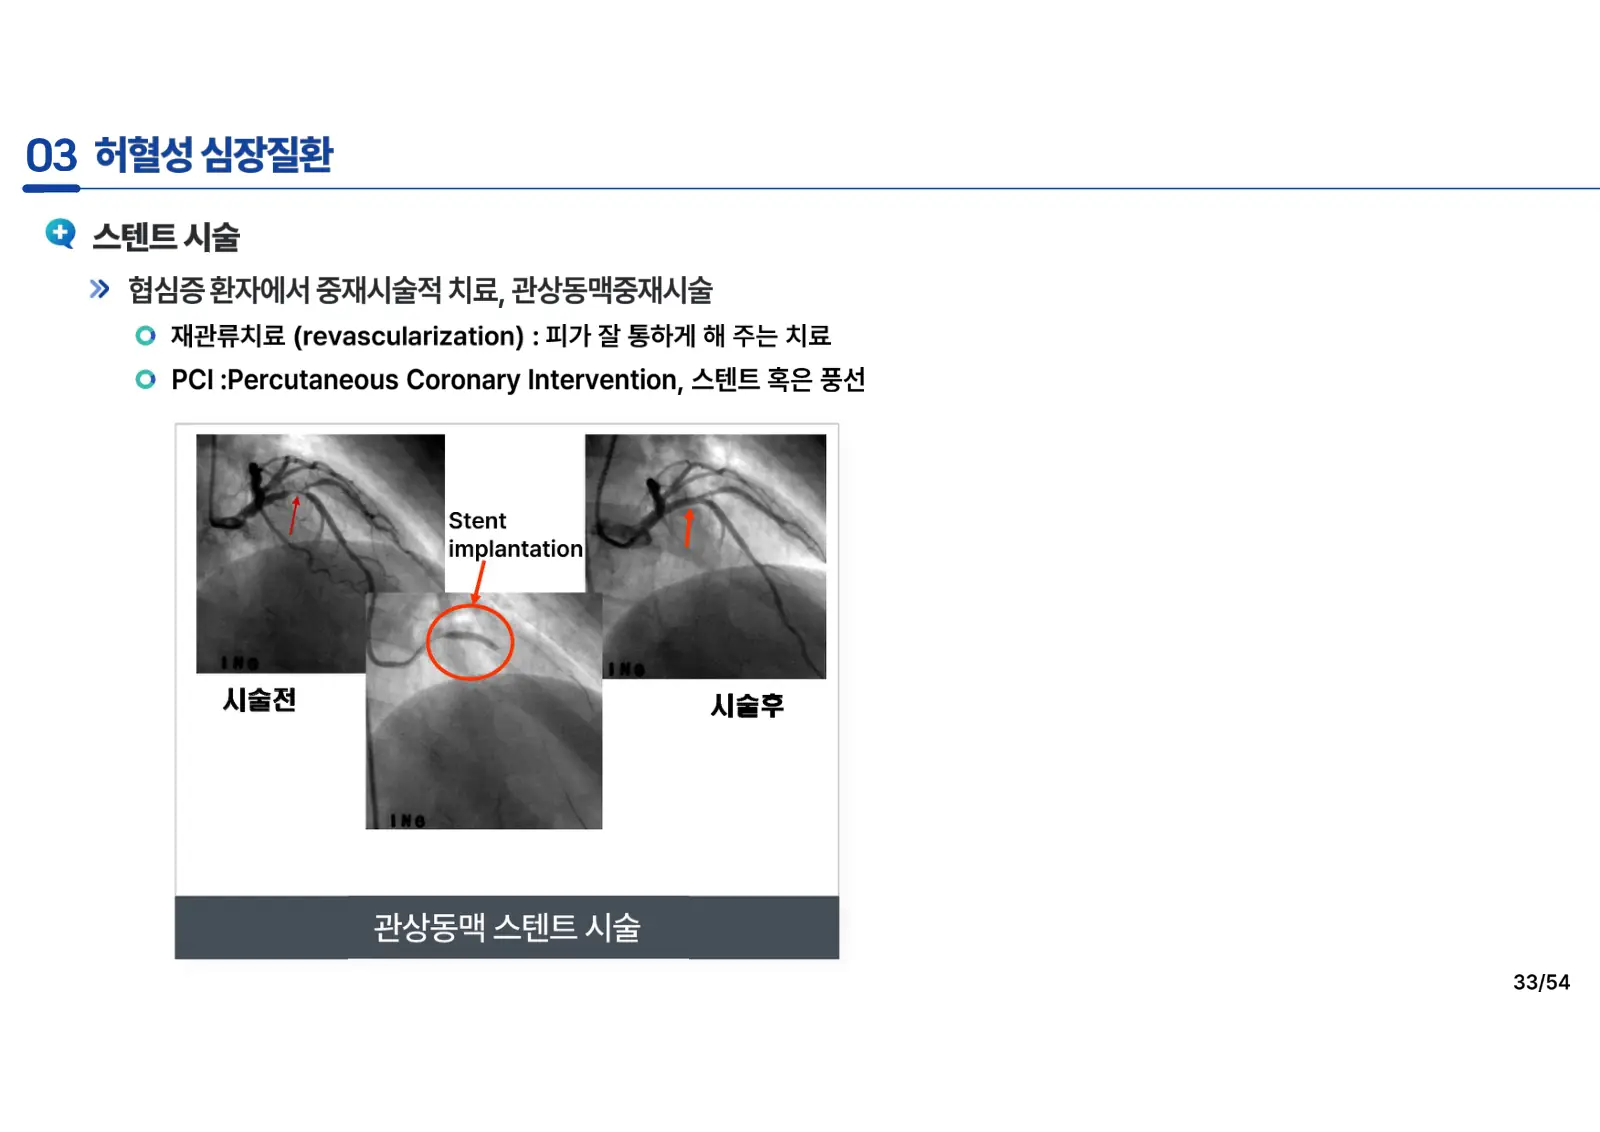 03 허혈성 심장질환
스텐트 시술
협심증 환자에서 중재시술적 치료, 관상동맥중재시술
재관류치료 (revascularization) : 피가 잘 통하게 해 주는 치료
PCI :Percutaneous Coronary Intervention, 스텐트 혹은 풍선
Stent
implantation
ING
시술전
ING
시술후
ING
관상동맥 스텐트 시술
33/54